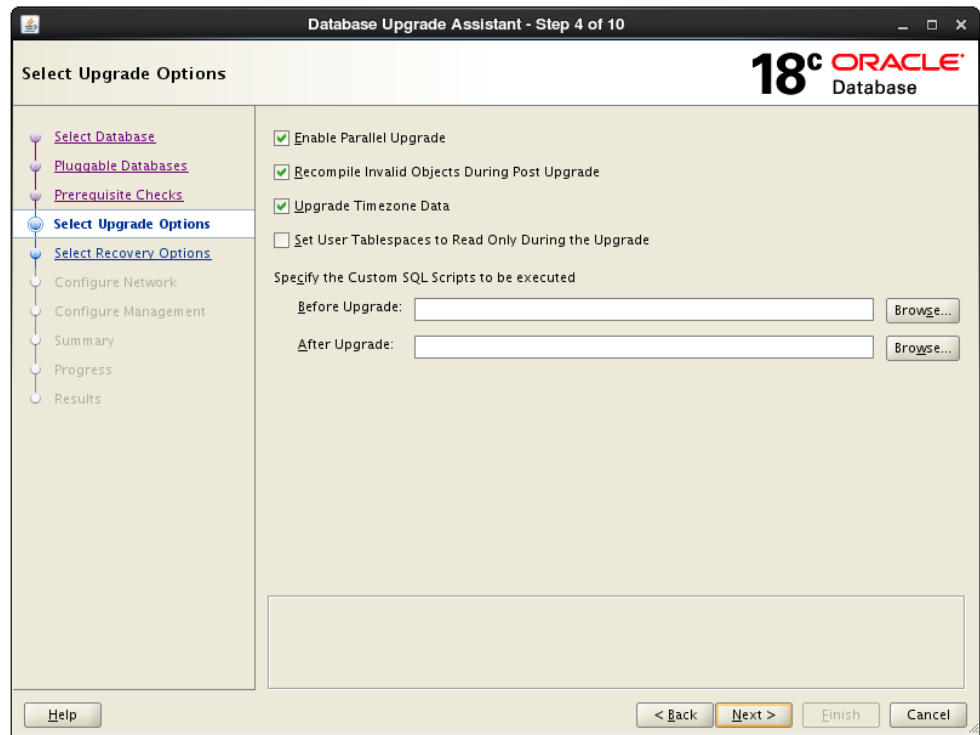 Database Upgrade Assistant - Step 4 of 10
Select Upgrade Options
18c ORACLE
Database
Select Database
Pluggable Databases
Prerequisite Checks
Select Upgrade Options
Select Recovery Options
Configure Network
Configure Management
Summary
Progress
Results
Enable Parallel Upgrade
Recompile Invalid Objects During Post Upgrade
Upgrade Timezone Data
Set User Tablespaces to Read Only During the Upgrade
Specify the Custom SQL Scripts to be executed
Before Upgrade: Browse...
After Upgrade: Browse...
Help < Back Next > Finish Cancel